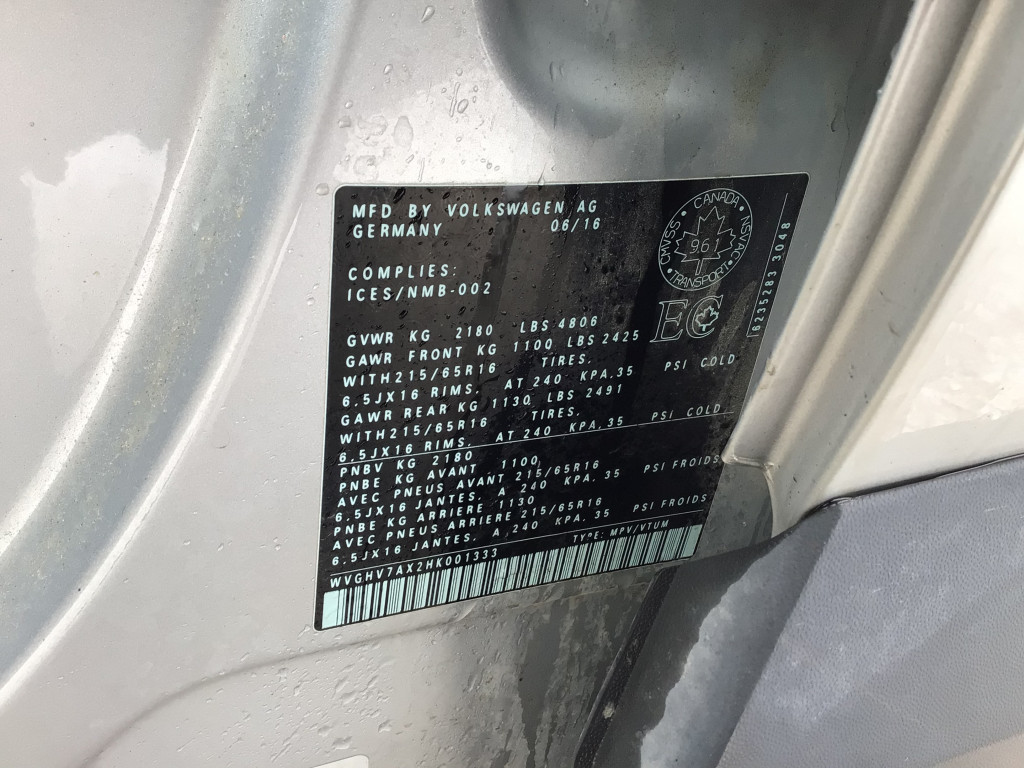 MFD BY VOLKSWAGEN AG
GERMANY 06/16
COMPLIES:
ICES/NMB-002
GVWR KG 2180 LBS 4806
GAWR FRONT KG 1100 LBS 2425
WITH215/65R16 TIRES.
6.5JX16 RIMS. AT 240 KPA.35 PSI COLD
GAWR REAR KG 1130 LBS 2491
WITH215/65R16 TIRES.
6.5JX16 RIMS. AT 240 KPA.35 PSI COLD
PNBV KG 2180
PNBE KG AVANT 1100
AVEC PNEUS AVANT 215/65R16
6.5JX16 JANTES. A 240 KPA.35 PSI FROIDS
PNBE KG ARRIERE 1130
AVEC PNEUS ARRIERE 215/65R16
6.5JX16 JANTES. A 240 KPA.35 PSI FROIDS
WVGHV7AX2HK001333 TYPE: MPV/VTUM
CANADA
CMVSS NSVAC
961
TRANSPORT
EC
6235283 3048